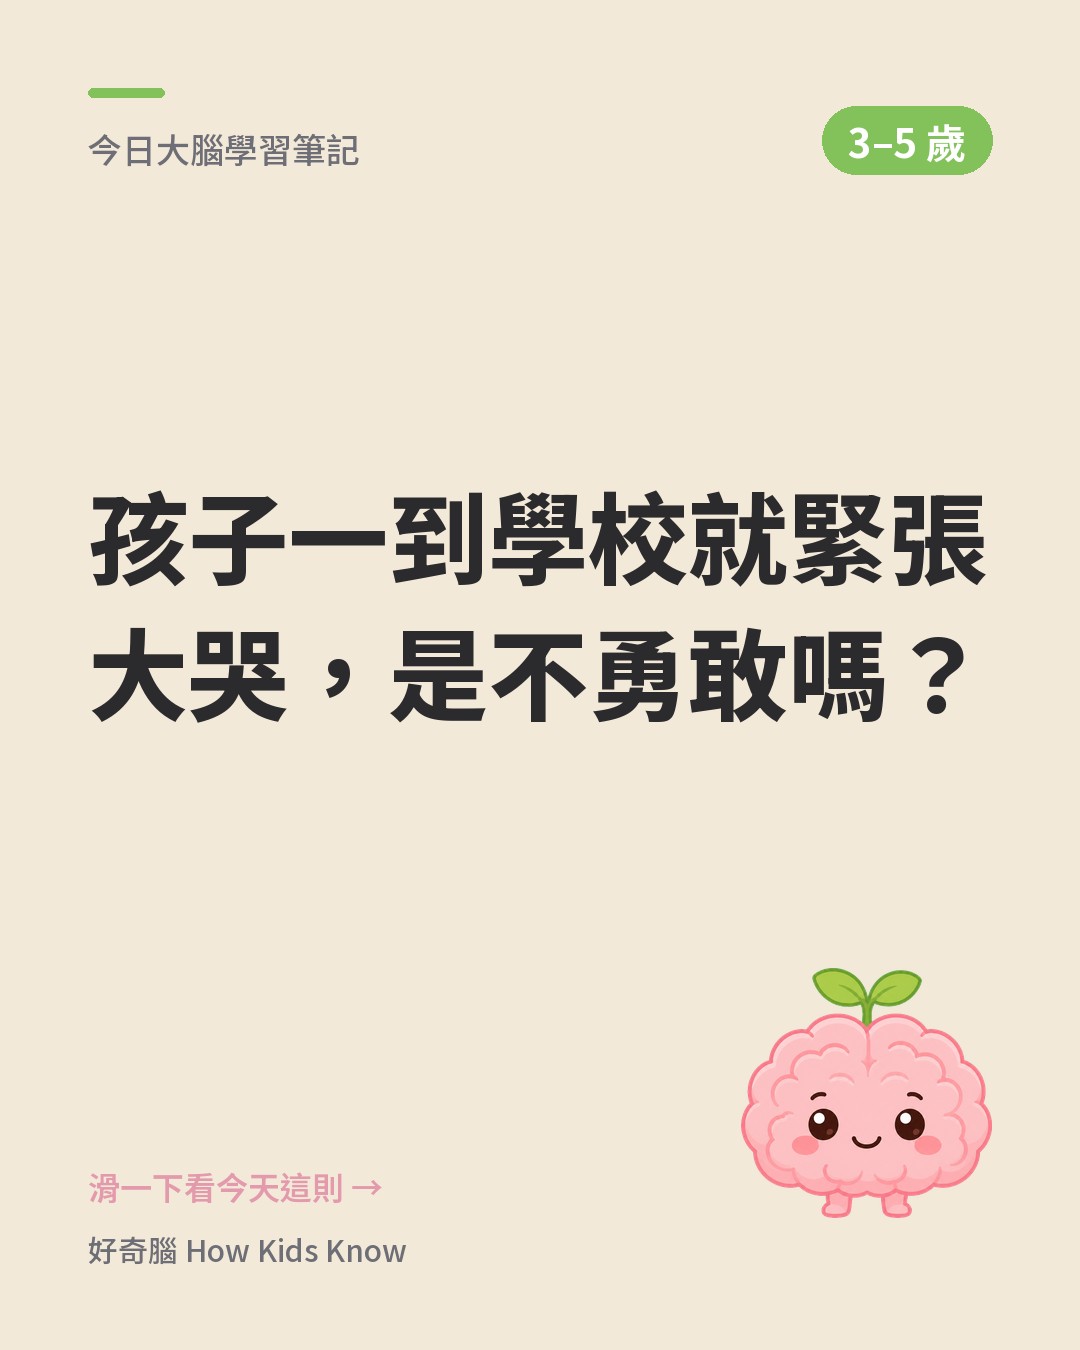 今日大腦學習筆記
3–5 歲
孩子一到學校就緊張
大哭，是不勇敢嗎？
滑一下看今天這則 →
好奇腦 How Kids Know